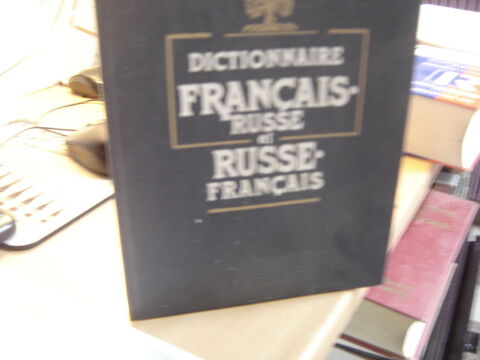 DICTIONNAIRE
FRANÇAIS-
RUSSE
et
RUSSE-
FRANÇAIS